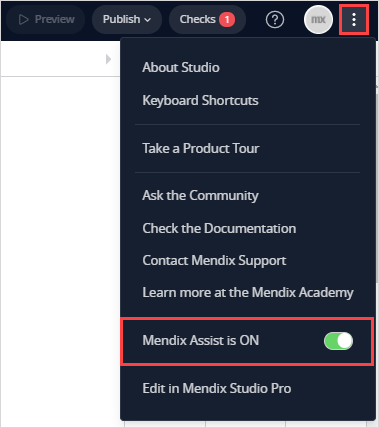 Preview Publish Checks 1 ? mx
About Studio
Keyboard Shortcuts
Take a Product Tour
Ask the Community
Check the Documentation
Contact Mendix Support
Learn more at the Mendix Academy
Mendix Assist is ON
Edit in Mendix Studio Pro